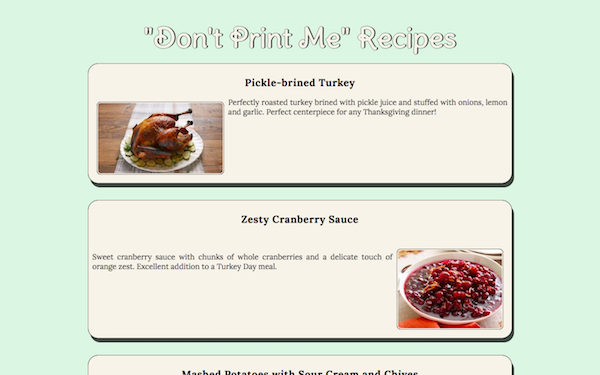 "Don't Print Me" Recipes
Pickle-brined Turkey
Perfectly roasted turkey brined with pickle juice and stuffed with onions, lemon
and garlic. Perfect centerpiece for any Thanksgiving dinner!
Zesty Cranberry Sauce
Sweet cranberry sauce with chunks of whole cranberries and a delicate touch of
orange zest. Excellent addition to a Turkey Day meal.
Mashed Potatoes with Sour Cream and Chives